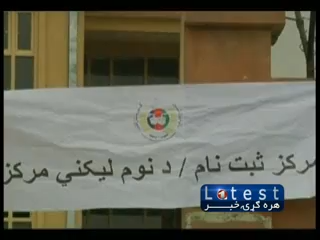 مرکز ثبت نام / د نوم لیکني مرکز
Latest
هره گړۍ خبر